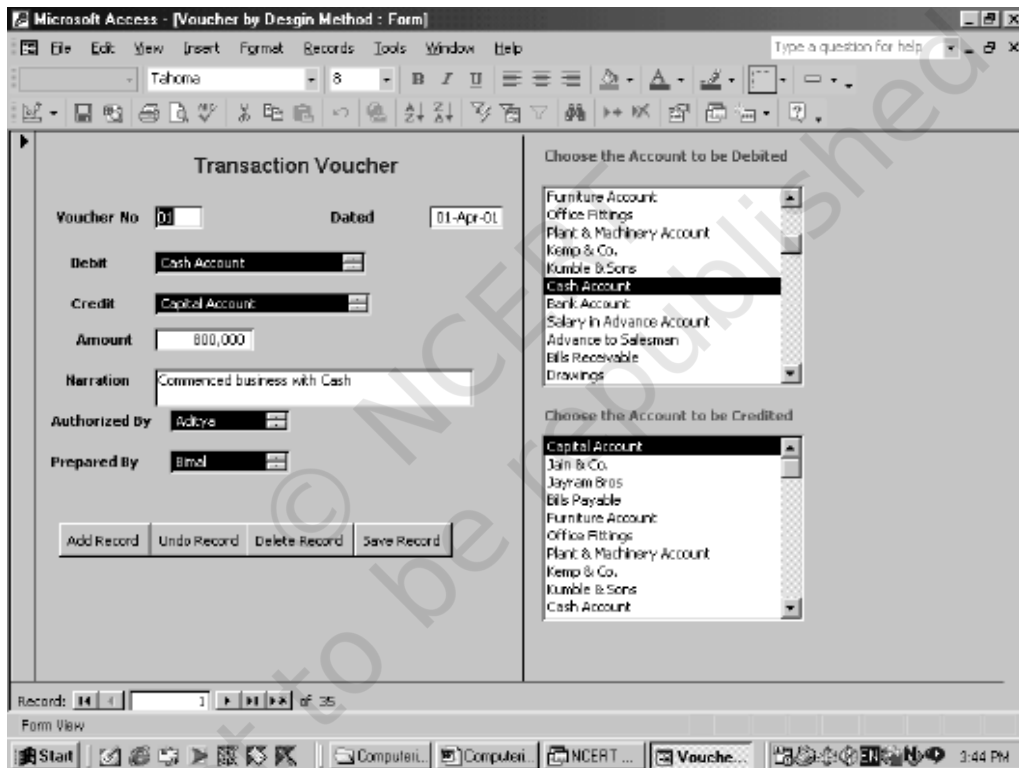 Microsoft Access - [Voucher by Desgin Method : Form]
File Edit View Insert Format Records Tools Window Help
Type a question for help
Tahoma 8 B I U
Transaction Voucher
Voucher No 01 Dated 01-Apr-01
Debit Cash Account
Credit Capital Account
Amount 800,000
Narration Commenced business with Cash
Authorized By Aditya
Prepared By Bimal
Add Record Undo Record Delete Record Save Record
Choose the Account to be Debited
Furniture Account
Office Fittings
Plant & Machinery Account
Kemp & Co.
Kumble & Sons
Cash Account
Bank Account
Salary in Advance Account
Advance to Salesman
Bills Receivable
Drawings
Choose the Account to be Credited
Capital Account
Jain & Co.
Jayram Bros
Bills Payable
Furniture Account
Office Fittings
Plant & Machinery Account
Kemp & Co.
Kumble & Sons
Cash Account
Record: 1 of 35
Form View
Start Computeri... Computeri... NCERT ... Vouche... 3:44 PM
© NCERT
not to be republished